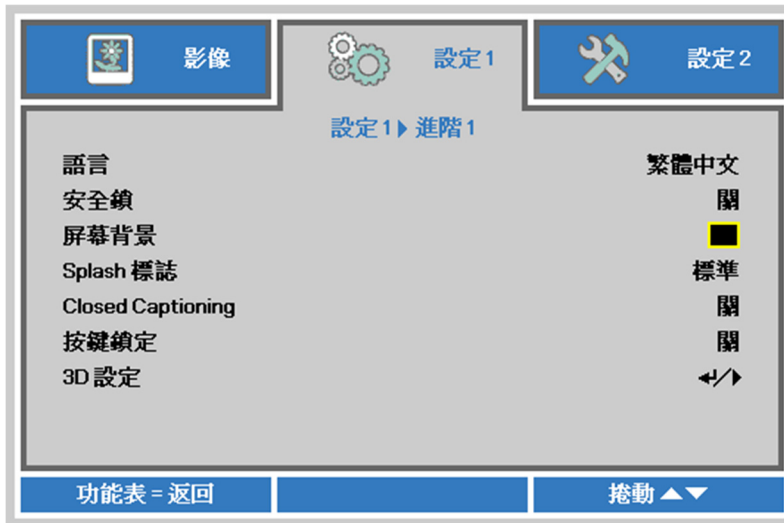 影像 設定1 設定2
設定1▶進階1
語言 繁體中文
安全鎖 關
屏幕背景
Splash 標誌 標準
Closed Captioning 關
按鍵鎖定 關
3D 設定 ↵/▶
功能表 = 返回 捲動▲▼